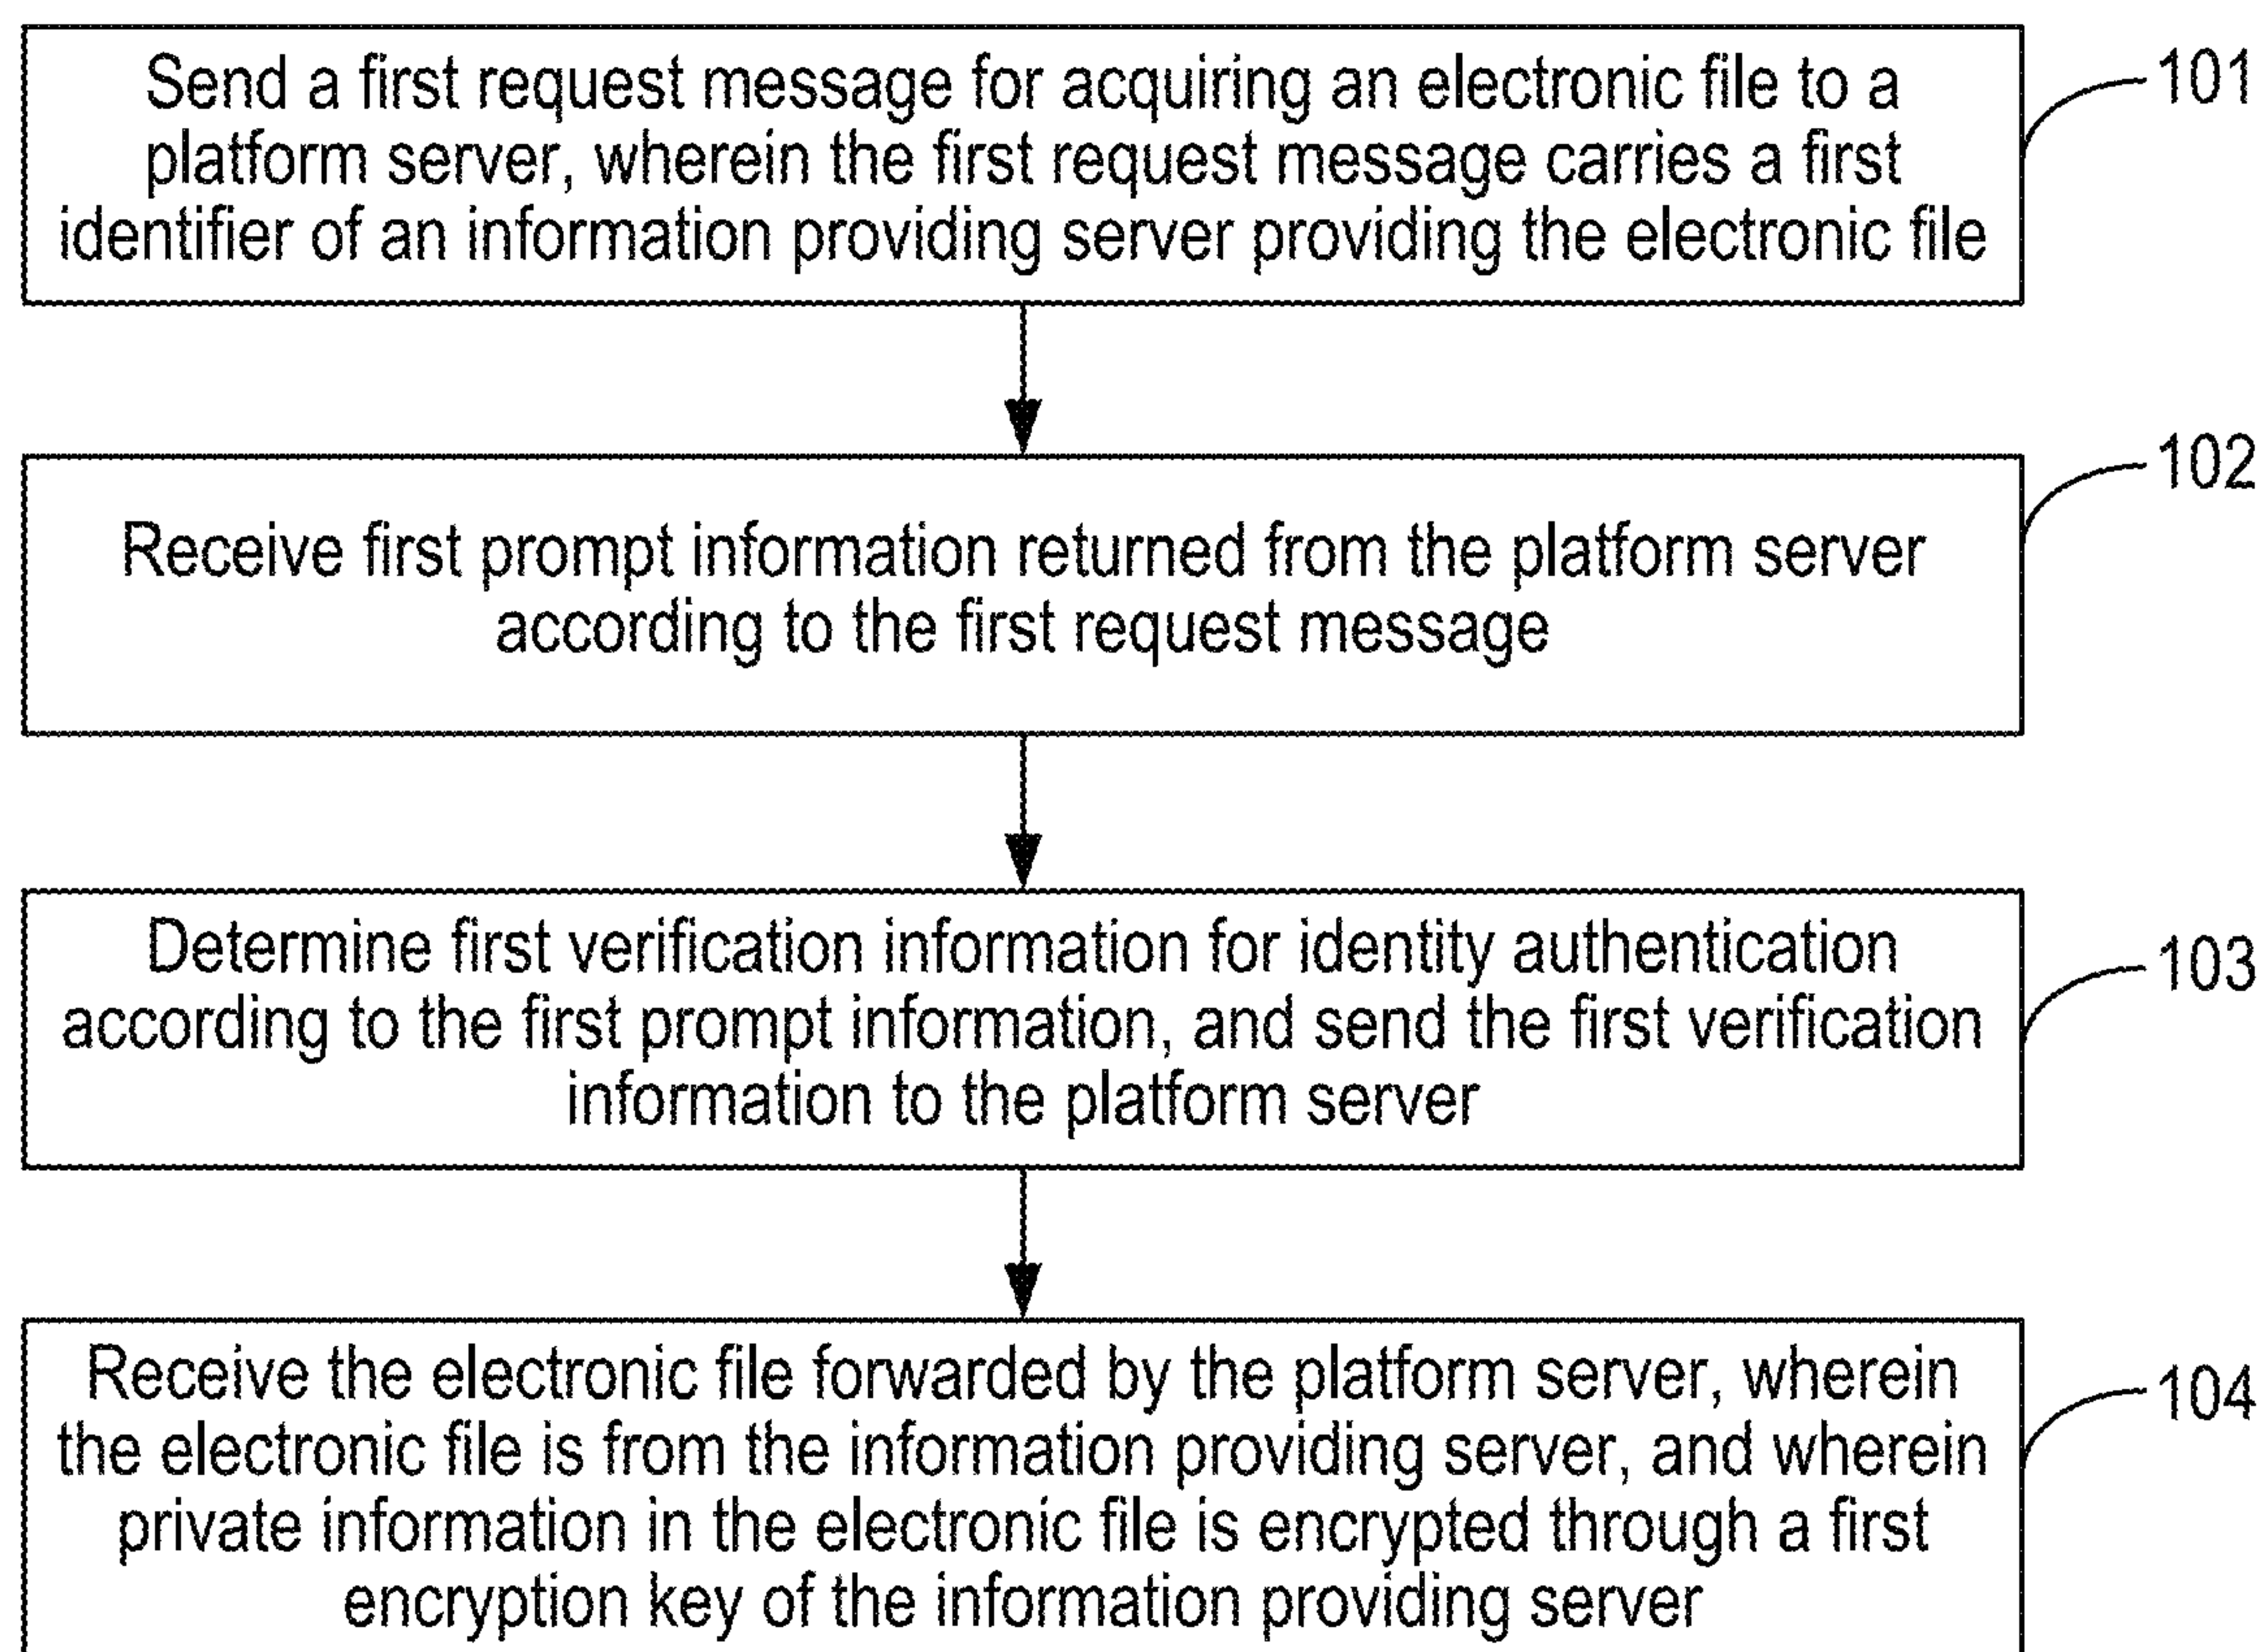 Send a first request message for acquiring an electronic file to a
platform server, wherein the first request message carries a first
identifier of an information providing server providing the electronic file
101
Receive first prompt information returned from the platform server
according to the first request message
102
Determine first verification information for identity authentication
according to the first prompt information, and send the first verification
information to the platform server
103
Receive the electronic file forwarded by the platform server, wherein
the electronic file is from the information providing server, and wherein
private information in the electronic file is encrypted through a first
encryption key of the information providing server
104